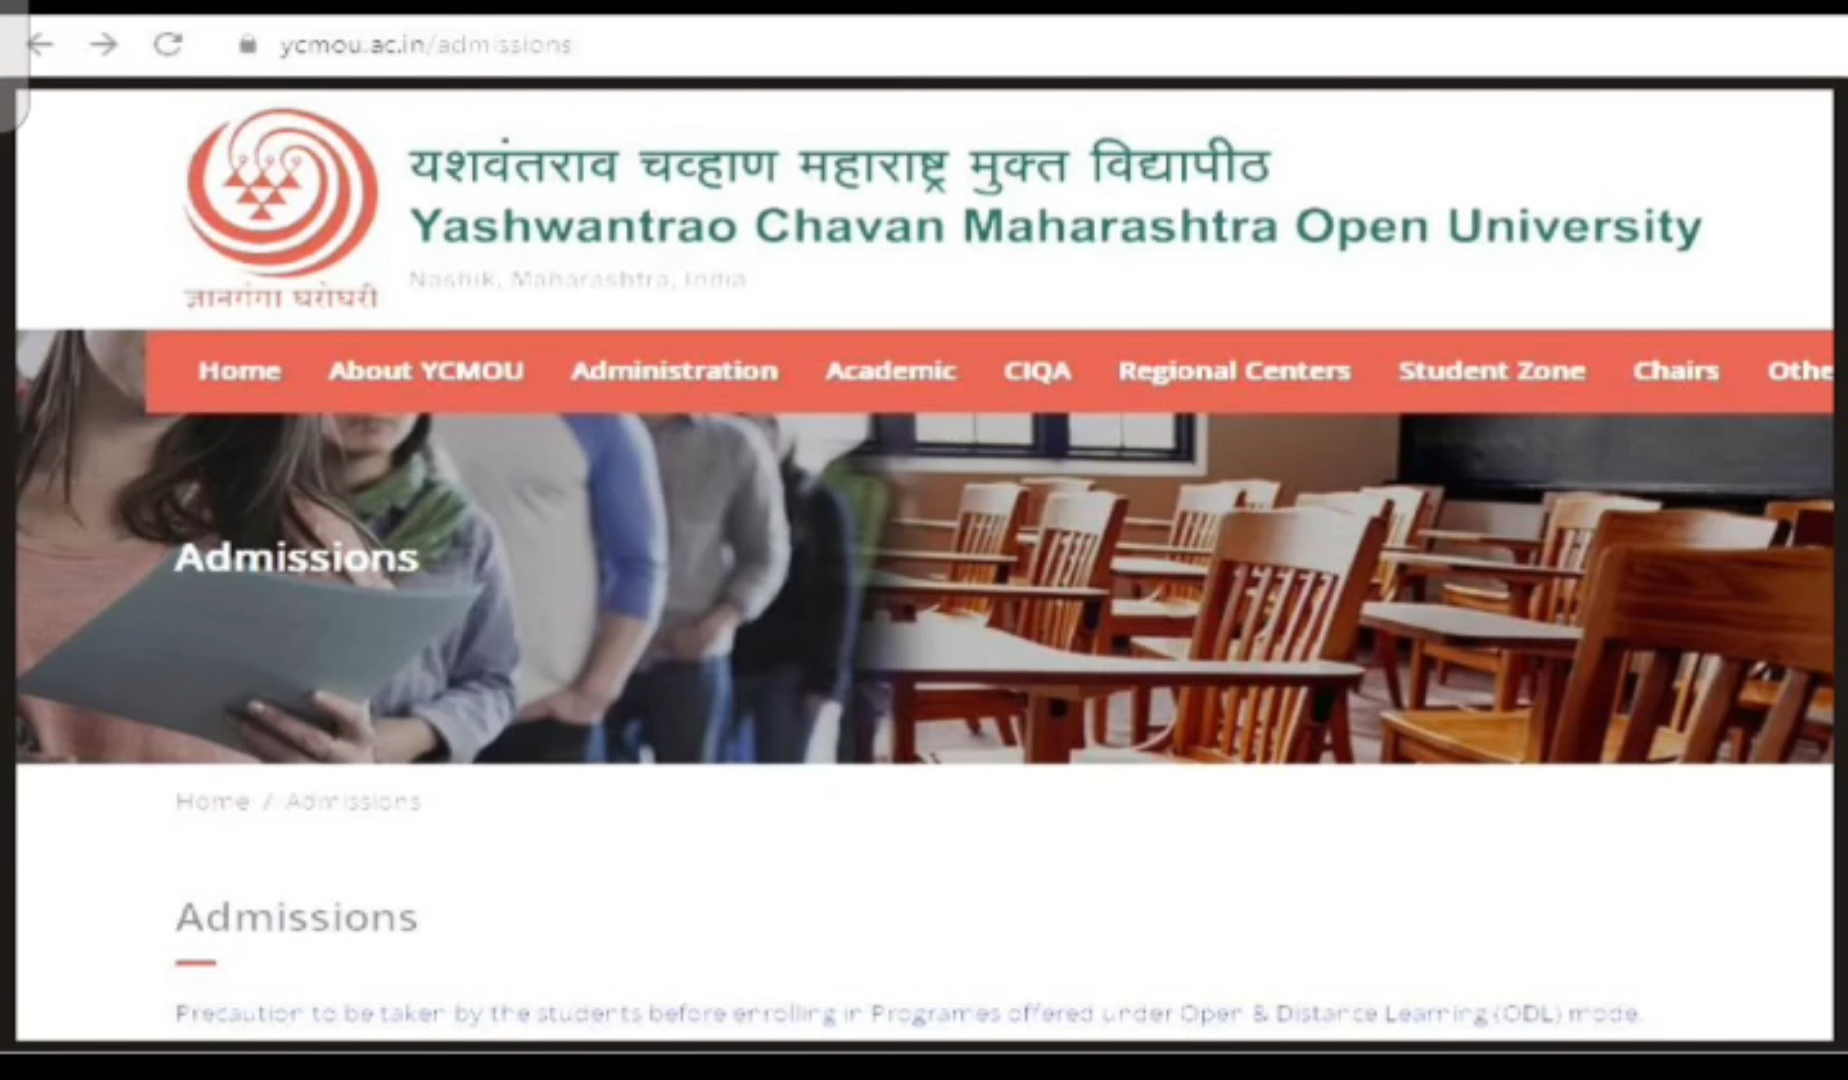 ycmou.ac.in/admissions
यशवंतराव चव्हाण महाराष्ट्र मुक्त विद्यापीठ
Yashwantrao Chavan Maharashtra Open University
Nashik, Maharashtra, India
ज्ञानगंगा घरोघरी
Home About YCMOU Administration Academic CIQA Regional Centers Student Zone Chairs Othe
Admissions
Home / Admissions
Admissions
Precaution to be taken by the students before enrolling in Programes offered under Open & Distance Learning (ODL) mode.